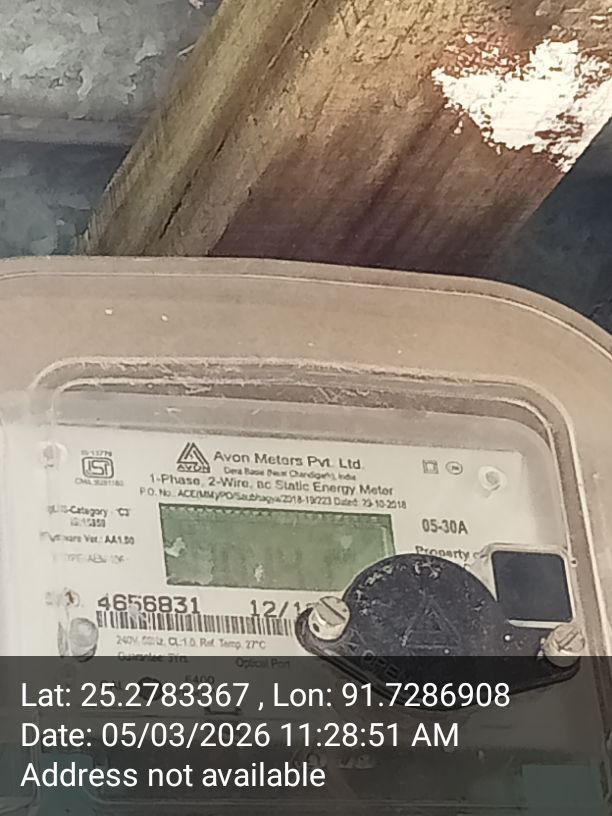 IS-13779
ISI
AVON
Avon Meters Pvt. Ltd.
Dera Bassi (Near Chandigarh), India
1-Phase, 2-Wire, ac Static Energy Meter
P.O. No. ACE(MM)/PO/Saubhagya/2018-19/223 Dated: 29-10-2018
Category: 'C3'
IS:15959
05-30A
Ver.: AA1.00
Property
4656831 12/1
240V, 50Hz, CL:1.0, Ref. Temp. 27°C
Guarantee 5Yrs Optical Port
6400
Lat: 25.2783367 , Lon: 91.7286908
Date: 05/03/2026 11:28:51 AM
Address not available